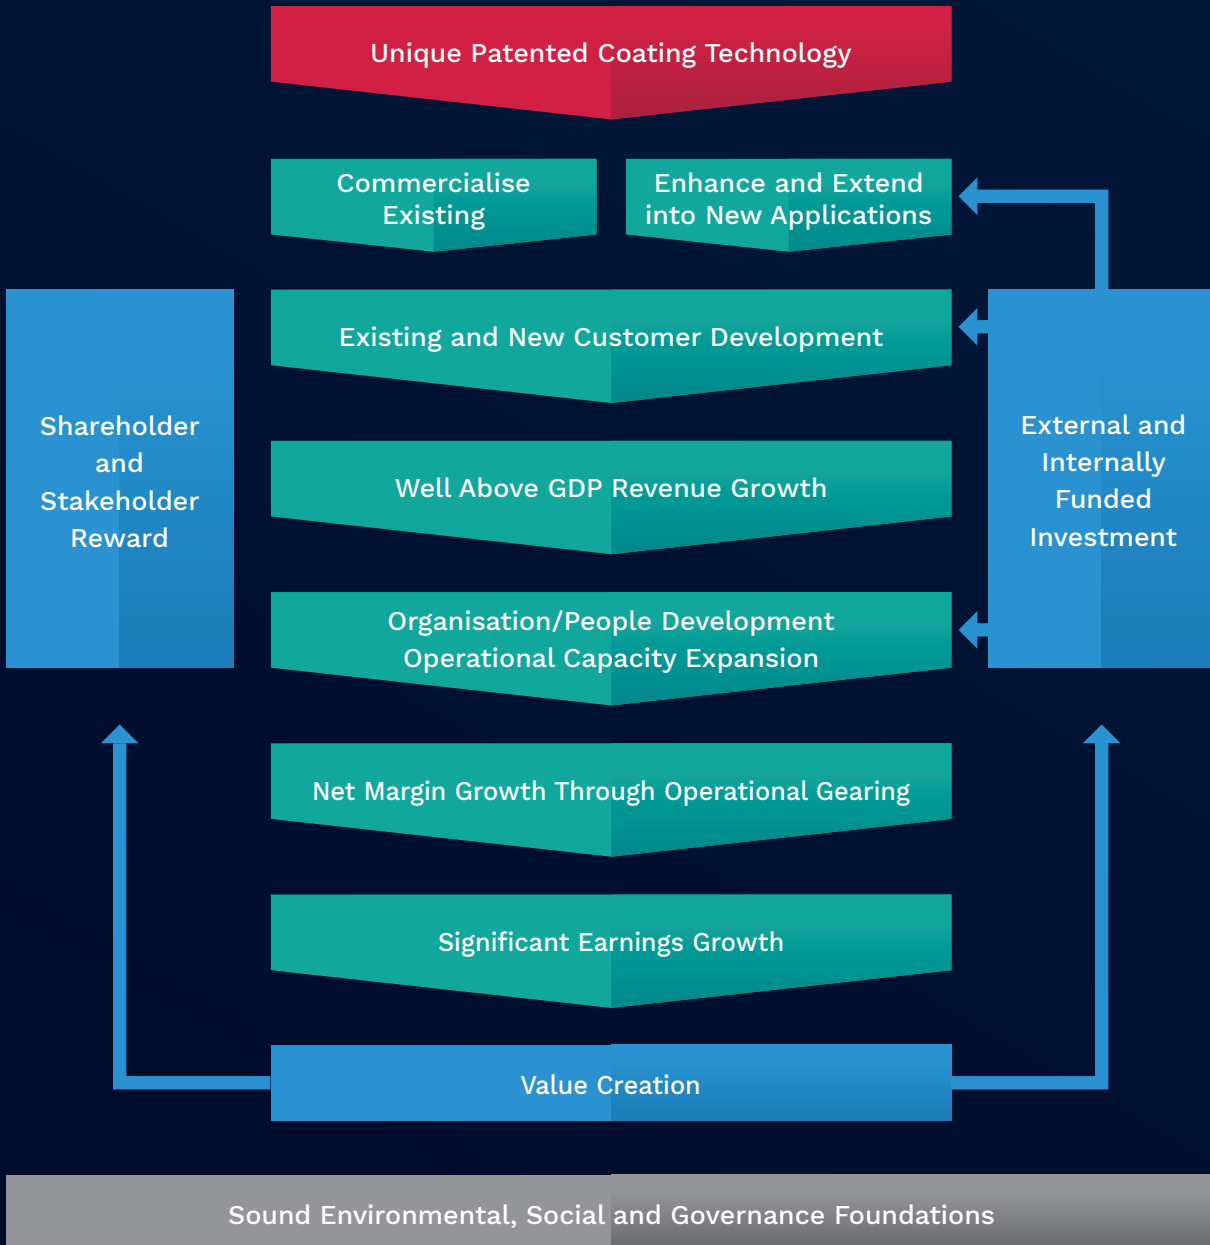 Unique Patented Coating Technology
Commercialise
Existing
Enhance and Extend
into New Applications
Existing and New Customer Development
Shareholder
and
Stakeholder
Reward
Well Above GDP Revenue Growth
External and
Internally
Funded
Investment
Organisation/People Development
Operational Capacity Expansion
Net Margin Growth Through Operational Gearing
Significant Earnings Growth
Value Creation
Sound Environmental, Social and Governance Foundations